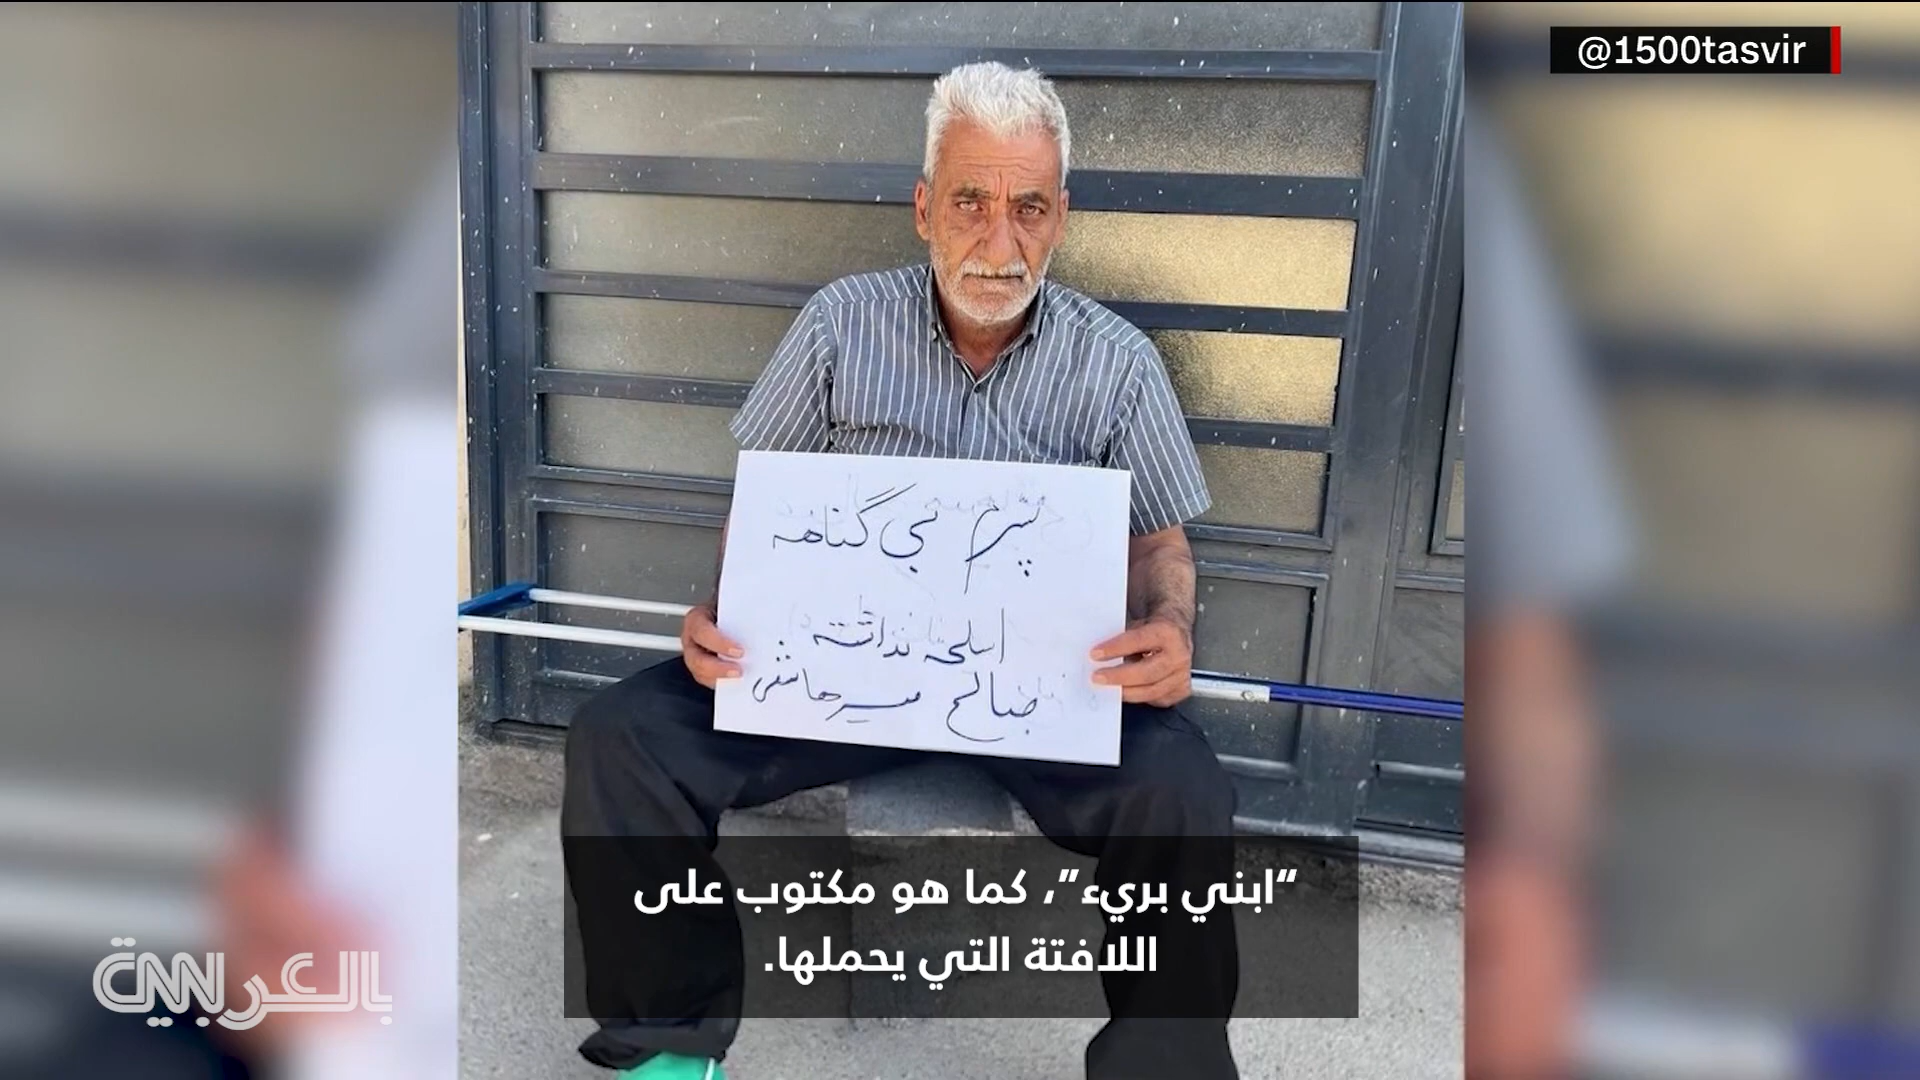 @1500tasvir
پسرم بی گناهه
اسلحه نداشته
صالح میرهاشمی
“ابني بريء”، كما هو مكتوب على
اللافتة التي يحملها.
CNN بالعربية